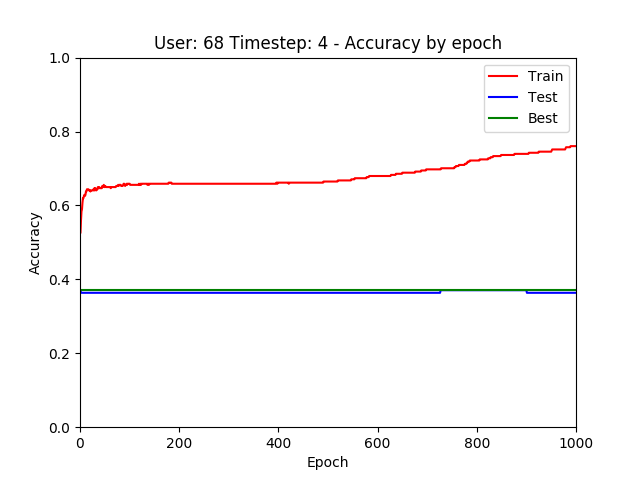 User: 68 Timestep: 4 - Accuracy by epoch
1.0
0.8
0.6
0.4
0.2
0.0
Accuracy
Train
Test
Best
0 200 400 600 800 1000
Epoch